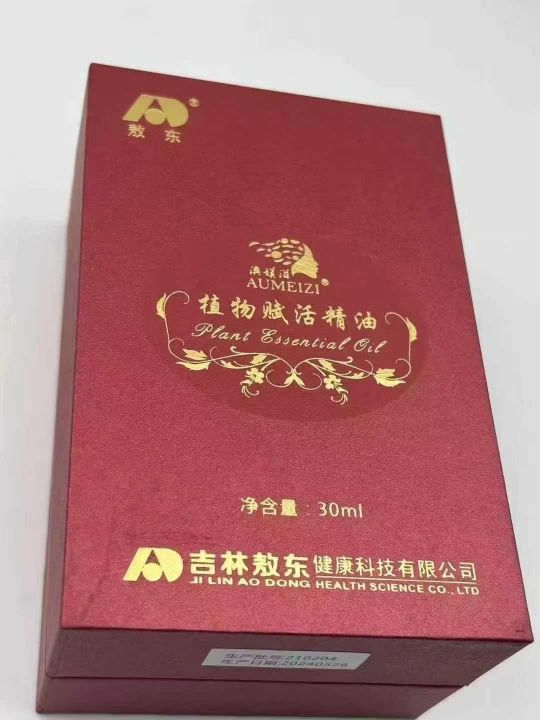 敖东
澳媄滋
AUMEIZI®
植物赋活精油
Plant Essential Oil
净含量:30ml
吉林敖东健康科技有限公司
JI LIN AO DONG HEALTH SCIENCE CO., LTD
生产批号:210204
生产日期:20240526